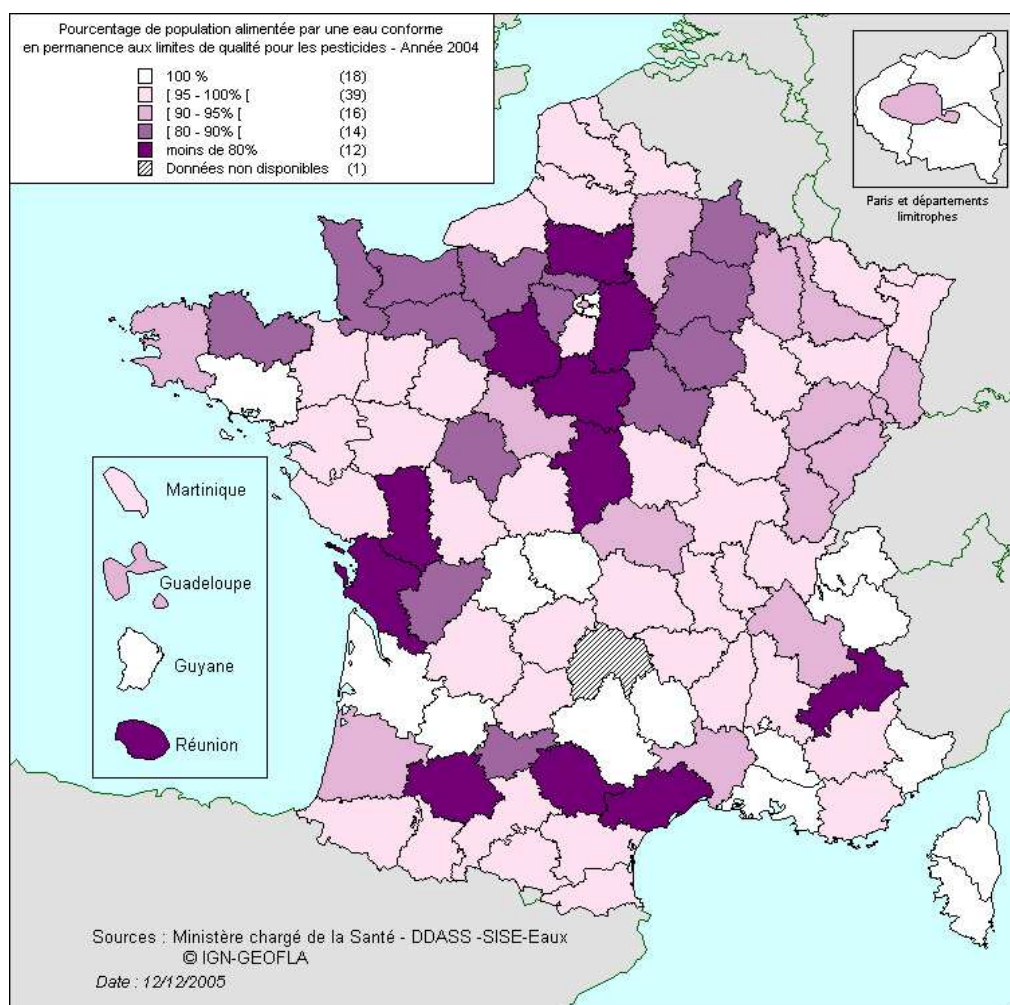 Pourcentage de population alimentée par une eau conforme
en permanence aux limites de qualité pour les pesticides - Année 2004
100 % (18)
[ 95 - 100% [ (39)
[ 90 - 95% [ (16)
[ 80 - 90% [ (14)
moins de 80% (12)
Données non disponibles (1)
Paris et départements
limitrophes
Martinique
Guadeloupe
Guyane
Réunion
Sources : Ministère chargé de la Santé - DDASS -SISE-Eaux
© IGN-GEOFLA
Date : 12/12/2005